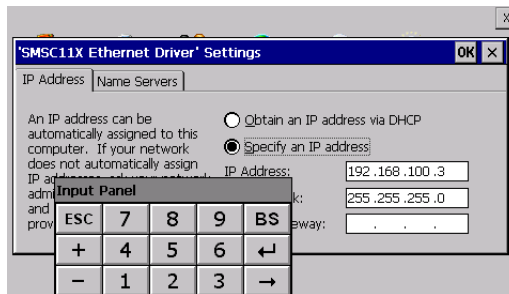 'SMSC11X Ethernet Driver' Settings OK ×
IP Address Name Servers
An IP address can be
automatically assigned to this
computer. If your network
does not automatically assign
Obtain an IP address via DHCP
Specify an IP address
IP Address: 192 .168 .100 .3
255 .255 .255 .0
Input Panel
ESC 7 8 9 BS
+ 4 5 6 ↵
− 1 2 3 →